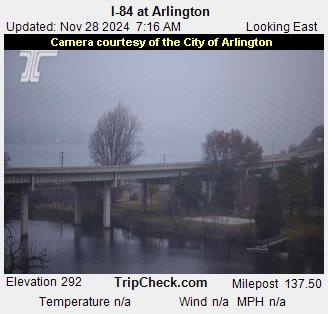 I-84 at Arlington
Updated: Nov 28 2024 7:16 AM Looking East
Camera courtesy of the City of Arlington
Elevation 292 TripCheck.com Milepost 137.50
Temperature n/a Wind n/a MPH n/a